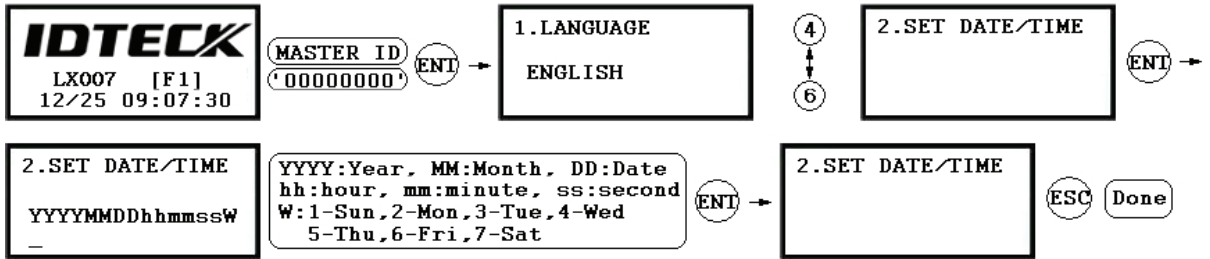 IDTECK
LX007 [F1]
12/25 09:07:30
MASTER ID
'00000000'
ENT
1.LANGUAGE
ENGLISH
4
6
2.SET DATE/TIME
ENT
2.SET DATE/TIME
YYYYMMDDhhmmssW
_
YYYY:Year, MM:Month, DD:Date
hh:hour, mm:minute, ss:second
W:1-Sun,2-Mon,3-Tue,4-Wed
5-Thu,6-Fri,7-Sat
ENT
2.SET DATE/TIME
ESC
Done